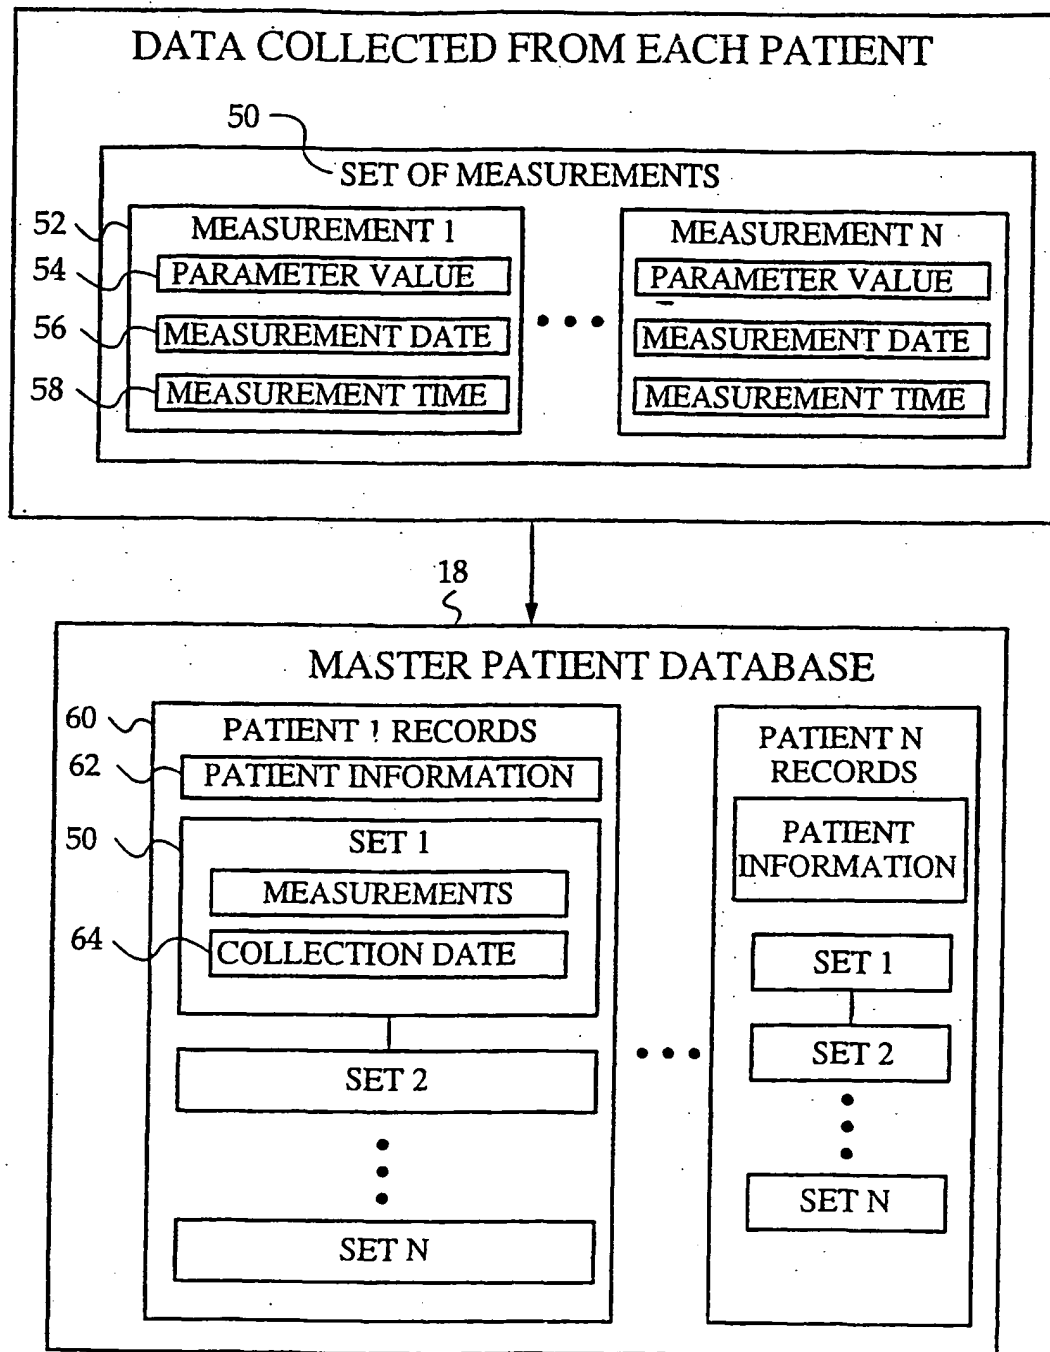 DATA COLLECTED FROM EACH PATIENT
50
SET OF MEASUREMENTS
52
MEASUREMENT 1
54
PARAMETER VALUE
56
MEASUREMENT DATE
58
MEASUREMENT TIME
MEASUREMENT N
PARAMETER VALUE
MEASUREMENT DATE
MEASUREMENT TIME
18
MASTER PATIENT DATABASE
60
PATIENT 1 RECORDS
62
PATIENT INFORMATION
50
SET 1
MEASUREMENTS
64
COLLECTION DATE
SET 2
SET N
PATIENT N
RECORDS
PATIENT
INFORMATION
SET 1
SET 2
SET N